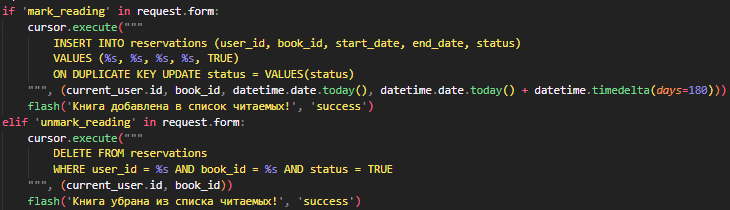 if 'mark_reading' in request.form:
    cursor.execute("""
        INSERT INTO reservations (user_id, book_id, start_date, end_date, status)
        VALUES (%s, %s, %s, %s, TRUE)
        ON DUPLICATE KEY UPDATE status = VALUES(status)
    """, (current_user.id, book_id, datetime.date.today(), datetime.date.today() + datetime.timedelta(days=180)))
    flash('Книга добавлена в список читаемых!', 'success')
elif 'unmark_reading' in request.form:
    cursor.execute("""
        DELETE FROM reservations
        WHERE user_id = %s AND book_id = %s AND status = TRUE
    """, (current_user.id, book_id))
    flash('Книга убрана из списка читаемых!', 'success')